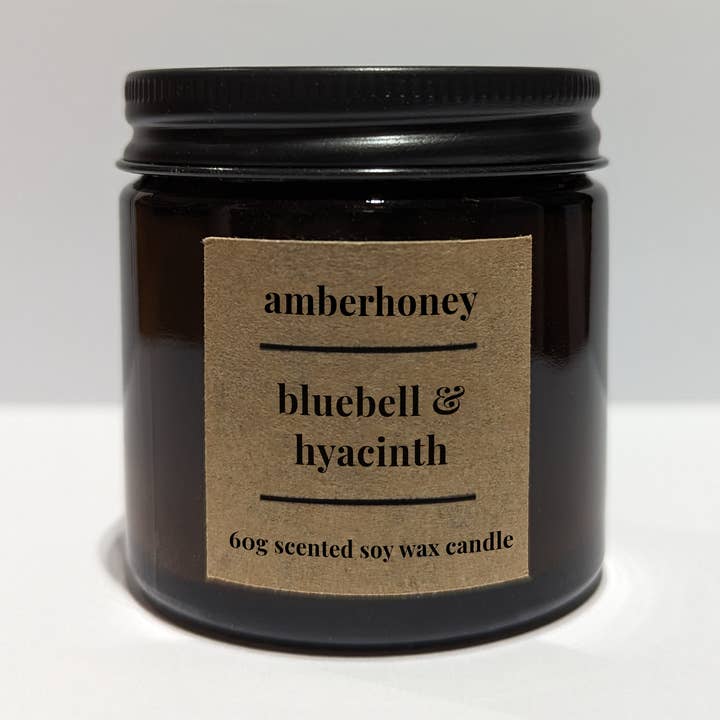 amberhoney
bluebell &
hyacinth
60g scented soy wax candle